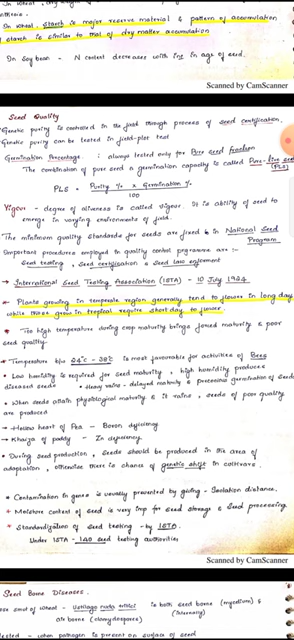 In wheat, starch is major reserve material & pattern of accumulation
of starch is similar to that of dry matter accumulation
In Soy bean - N content decreases with inc in age of seed.
Scanned by CamScanner
Seed Quality
Genetic purity is controlled in the field through process of seed certification.
Genetic purity can be tested in field-plot test
Germination Percentage : always tested only for Pure seed fraction
The combination of pure seed & germination capacity is called Pure-live seed (PLS)
PLS = Purity % x Germination % / 100
Vigour - degree of aliveness is called vigour. It is ability of seed to
emerge in varying environments of field.
The minimum quality standards for seeds are fixed in National Seed Program
Important procedures employed in quality control programme are :-
Seed testing, Seed certification & Seed law enforcement
→ International Seed Testing Association (ISTA) - 10 July 1924
* Plants growing in temperate region generally tend to flower in long day
while those grow in tropical require short day to flower.
* Too high temperature during crop maturity brings forced maturity & poor
seed quality
* Temperature b/w 24°C - 38°C is most favourable for activities of Bees
• Low humidity is required for seed maturity, high humidity produces
diseased seeds • Heavy rains - delayed maturity & precocious germination of seeds
• When seeds attain physiological maturity & it rains, seeds of poor quality
are produced
→ Hollow heart of Pea - Boron deficiency
→ Khaira of paddy - Zn deficiency.
• During seed production, seeds should be produced in the area of
adaptation, otherwise there is chance of genetic shift in cultivars.
* Contamination in genes is usually prevented by giving - Isolation distance.
+ Moisture content of seed is very imp for seed storage & seed processing
* Standardization of seed testing - by ISTA.
Under ISTA - 140 seed testing authorities
Scanned by CamScanner
Seed Borne Diseases.
smut of wheat - Ustilago nuda tritici is both seed borne (mycelium) &
air borne (clamydospores) (Internally)
- when pathogen is present on surface of seed